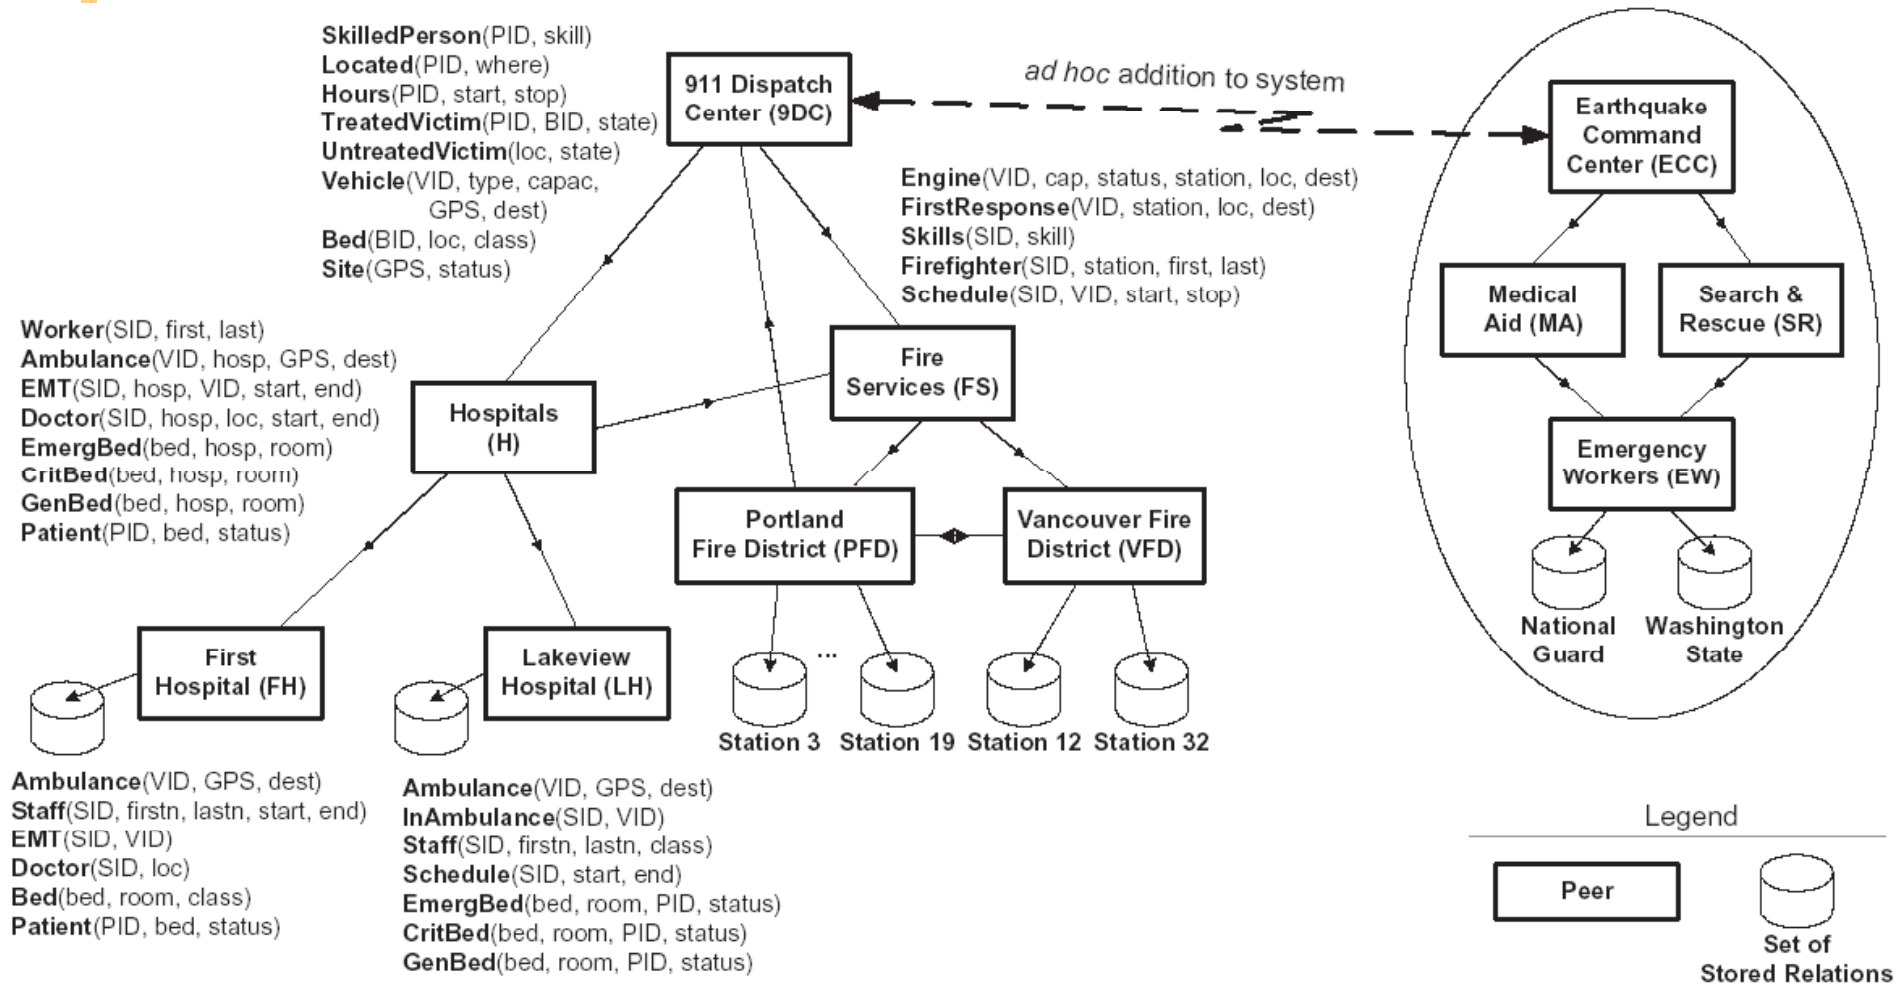 SkilledPerson(PID, skill)
Located(PID, where)
Hours(PID, start, stop)
TreatedVictim(PID, BID, state)
UntreatedVictim(loc, state)
Vehicle(VID, type, capac,
GPS, dest)
Bed(BID, loc, class)
Site(GPS, status)
911 Dispatch
Center (9DC)
ad hoc addition to system
Earthquake
Command
Center (ECC)
Engine(VID, cap, status, station, loc, dest)
FirstResponse(VID, station, loc, dest)
Skills(SID, skill)
Firefighter(SID, station, first, last)
Schedule(SID, VID, start, stop)
Medical
Aid (MA)
Search &
Rescue (SR)
Worker(SID, first, last)
Ambulance(VID, hosp, GPS, dest)
EMT(SID, hosp, VID, start, end)
Doctor(SID, hosp, loc, start, end)
EmergBed(bed, hosp, room)
CritBed(bed, hosp, room)
GenBed(bed, hosp, room)
Patient(PID, bed, status)
Hospitals
(H)
Fire
Services (FS)
Emergency
Workers (EW)
Portland
Fire District (PFD)
Vancouver Fire
District (VFD)
National
Guard
Washington
State
First
Hospital (FH)
Lakeview
Hospital (LH)
...
Station 3
Station 19
Station 12
Station 32
Ambulance(VID, GPS, dest)
Staff(SID, firstn, lastn, start, end)
EMT(SID, VID)
Doctor(SID, loc)
Bed(bed, room, class)
Patient(PID, bed, status)
Ambulance(VID, GPS, dest)
InAmbulance(SID, VID)
Staff(SID, firstn, lastn, class)
Schedule(SID, start, end)
EmergBed(bed, room, PID, status)
CritBed(bed, room, PID, status)
GenBed(bed, room, PID, status)
Legend
Peer
Set of
Stored Relations